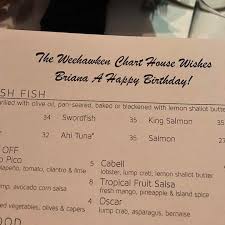 The Weehawken Chart House Wishes
Briana A Happy Birthday!
SH FISH
rilled with olive oil, pan-seared, baked or blackened with lemon shallot butter
34 Swordfish 35 King Salmon
32 Ahi Tuna* 35 Salmon 27
OFF
o Pico
alapeño, tomato, cilantro & lime
mp, avocado corn salsa
ed vegetables, olives & capers
5 Cabell
lobster, lump crab, lemon shallot
8 Tropical Fruit Salsa
fresh mango, pineapple & island spice
4 Oscar
lump crab, asparagus, bernaise
OOD